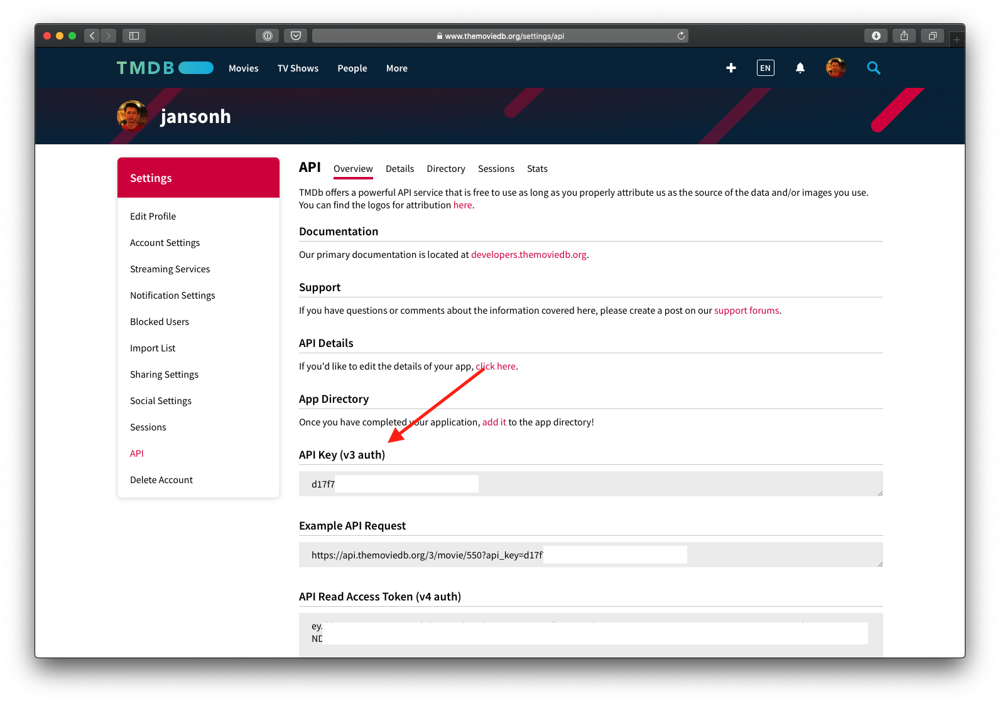 www.themoviedb.org/settings/api
TMDB Movies TV Shows People More EN
jansonh
Settings
Edit Profile
Account Settings
Streaming Services
Notification Settings
Blocked Users
Import List
Sharing Settings
Social Settings
Sessions
API
Delete Account
API Overview Details Directory Sessions Stats
TMDb offers a powerful API service that is free to use as long as you properly attribute us as the source of the data and/or images you use.
You can find the logos for attribution here.
Documentation
Our primary documentation is located at developers.themoviedb.org.
Support
If you have questions or comments about the information covered here, please create a post on our support forums.
API Details
If you'd like to edit the details of your app, click here.
App Directory
Once you have completed your application, add it to the app directory!
API Key (v3 auth)
d17f7
Example API Request
https://api.themoviedb.org/3/movie/550?api_key=d17f
API Read Access Token (v4 auth)
ey
ND